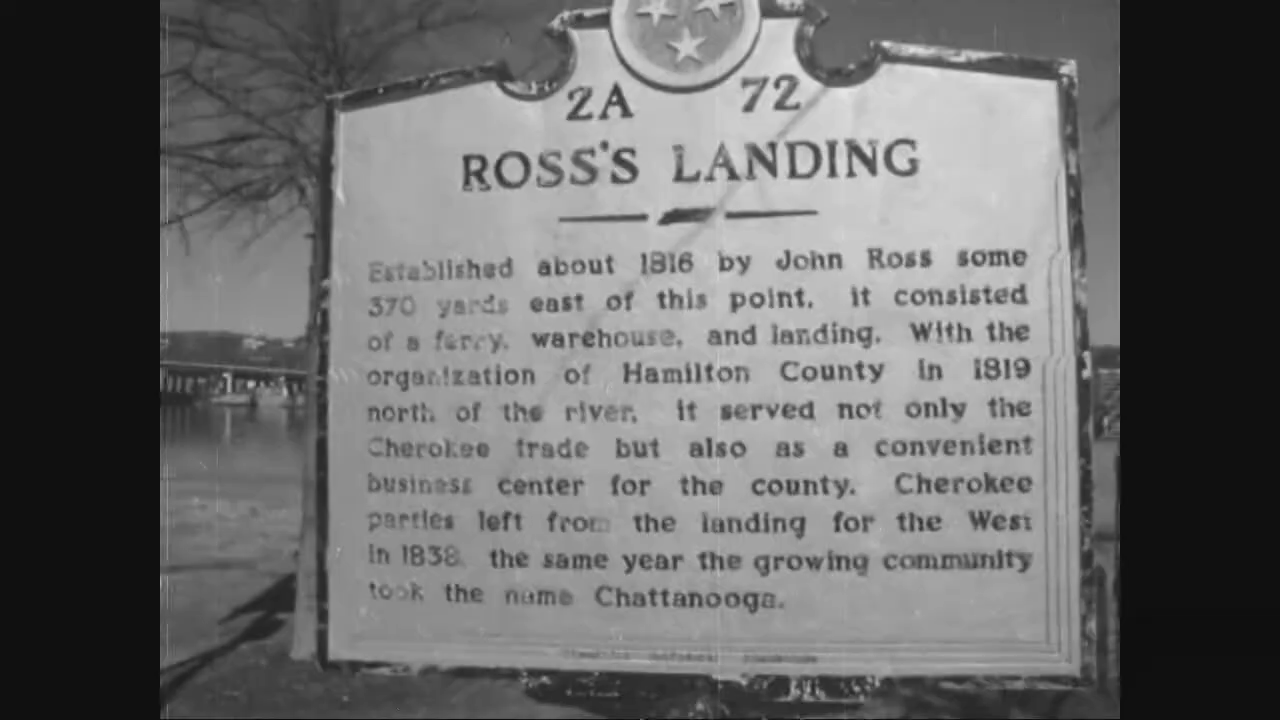 2A 72
ROSS'S LANDING
Established about 1816 by John Ross some
370 yards east of this point, it consisted
of a ferry, warehouse, and landing. With the
organization of Hamilton County in 1819
north of the river, it served not only the
Cherokee trade but also as a convenient
business center for the county. Cherokee
parties left from the landing for the West
in 1838, the same year the growing community
took the name Chattanooga.